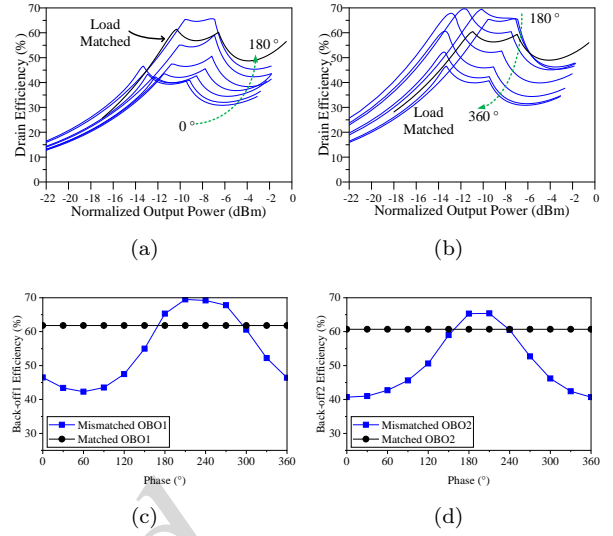 70
60
50
40
30
20
10
0
Drain Efficiency (%)
Load
Matched
180 °
0 °
-22 -20 -18 -16 -14 -12 -10 -8 -6 -4 -2 0
Normalized Output Power (dBm)
(a)
70
60
50
40
30
20
10
0
Drain Efficiency (%)
180 °
360 °
Load
Matched
-22 -20 -18 -16 -14 -12 -10 -8 -6 -4 -2 0
Normalized Output Power (dBm)
(b)
70
60
50
40
30
Back-off1 Efficiency (%)
Mismatched OBO1
Matched OBO1
0 60 120 180 240 300 360
Phase (°)
(c)
70
60
50
40
30
Back-off2 Efficiency (%)
Mismatched OBO2
Matched OBO2
0 60 120 180 240 300 360
Phase (°)
(d)